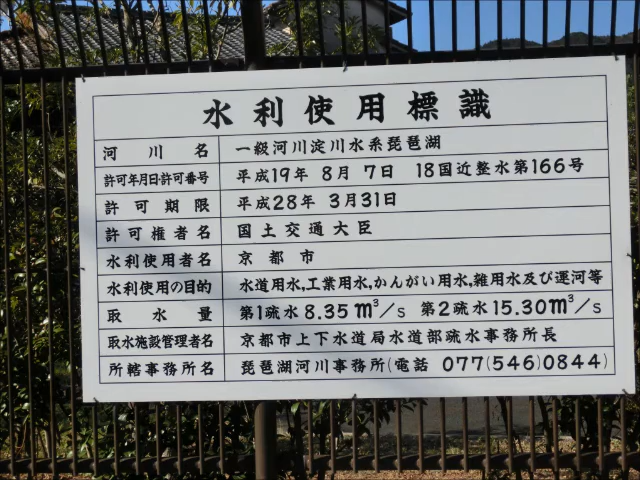 水利使用標識
河川名 一級河川淀川水系琵琶湖
許可年月日許可番号 平成19年 8月 7日 18国近整水第166号
許可期限 平成28年 3月31日
許可権者名 国土交通大臣
水利使用者名 京都市
水利使用の目的 水道用水,工業用水,かんがい用水,雑用水及び運河等
取水量 第1疏水 8.35 m³/s 第2疏水 15.30 m³/s
取水施設管理者名 京都市上下水道局水道部疏水事務所長
所轄事務所名 琵琶湖河川事務所(電話 077(546)0844)